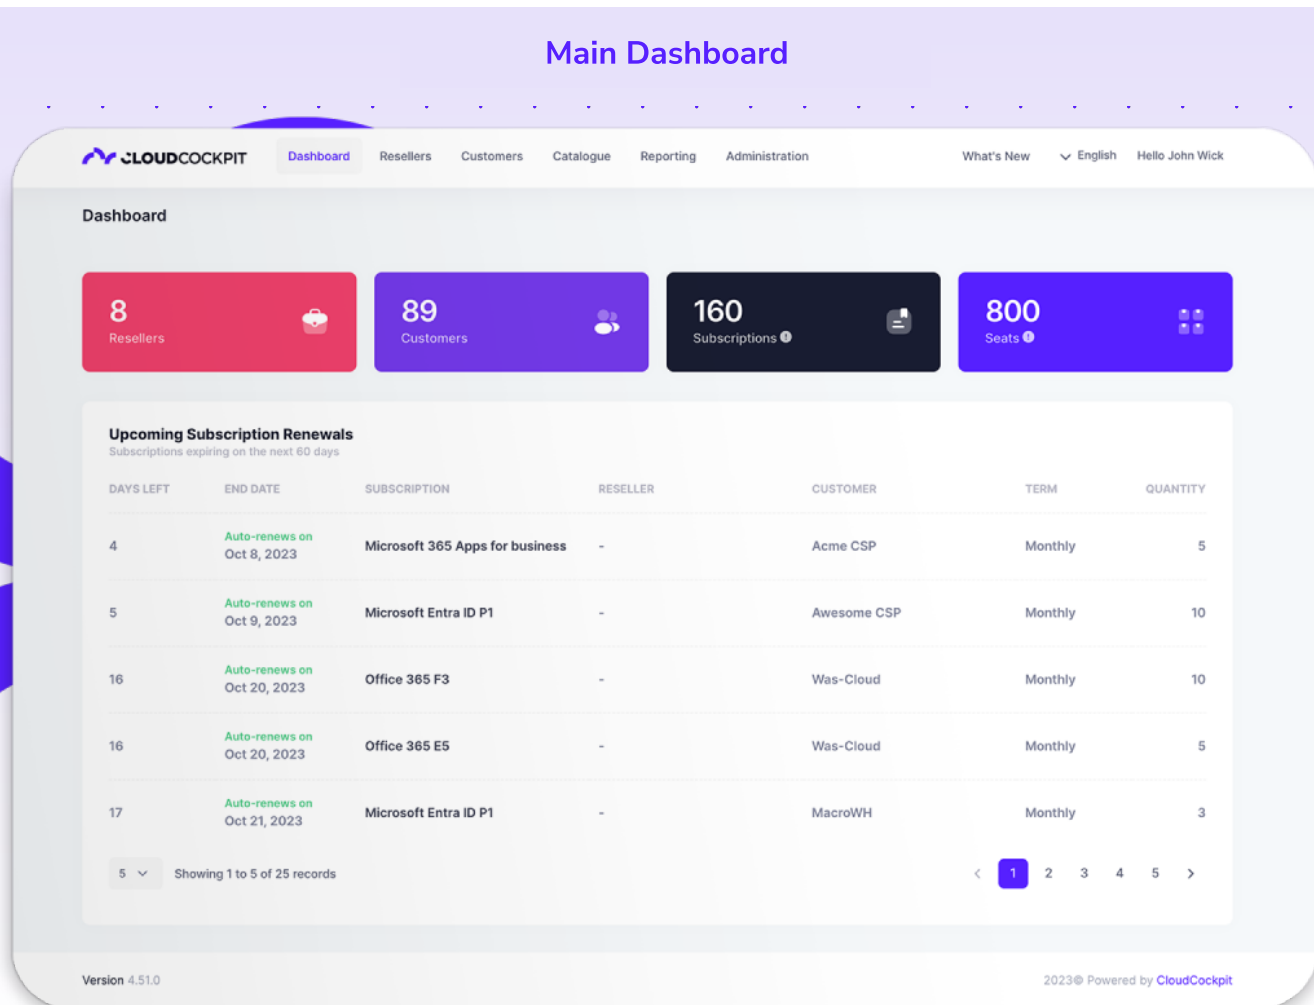 Main Dashboard
CLOUDCOCKPIT Dashboard Resellers Customers Catalogue Reporting Administration What's New English Hello John Wick
Dashboard
8 89 160 800
Resellers Customers Subscriptions Seats
Upcoming Subscription Renewals
Subscriptions expiring on the next 60 days
DAYS LEFT END DATE SUBSCRIPTION RESELLER CUSTOMER TERM QUANTITY
Auto-renews on
4 Oct 8, 2023 Microsoft 365 Apps for business - Acme CSP Monthly 5
Auto-renews on
5 Oct 9, 2023 Microsoft Entra ID P1 - Awesome CSP Monthly 10
Auto-renews on
16 Oct 20, 2023 Office 365 F3 - Was-Cloud Monthly 10
Auto-renews on
16 Oct 20, 2023 Office 365 E5 - Was-Cloud Monthly 5
Auto-renews on
17 Oct 21, 2023 Microsoft Entra ID P1 - MacroWH Monthly 3
5 Showing 1 to 5 of 25 records < 1 2 3 4 5 >
Version 4.51.0 2023© Powered by CloudCockpit